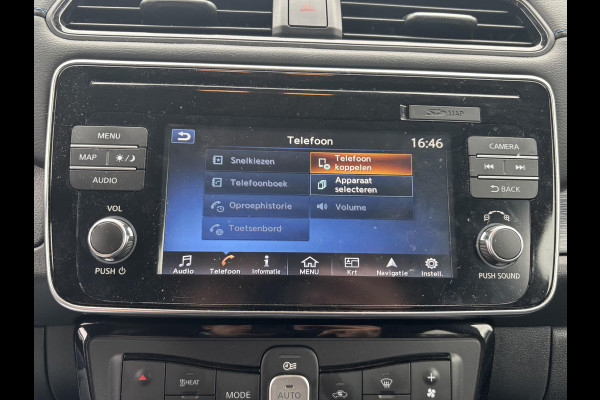 MAP
MENU
MAP
AUDIO
VOL
PUSH
Telefoon
16:46
Snelkiezen
Telefoon koppelen
Telefoonboek
Apparaat selecteren
Oproephistorie
Volume
Toetsenbord
Audio
Telefoon
Informatie
MENU
Krt
Navigatie
Instell.
CAMERA
BACK
PUSH SOUND
HEAT
MODE
AUTO